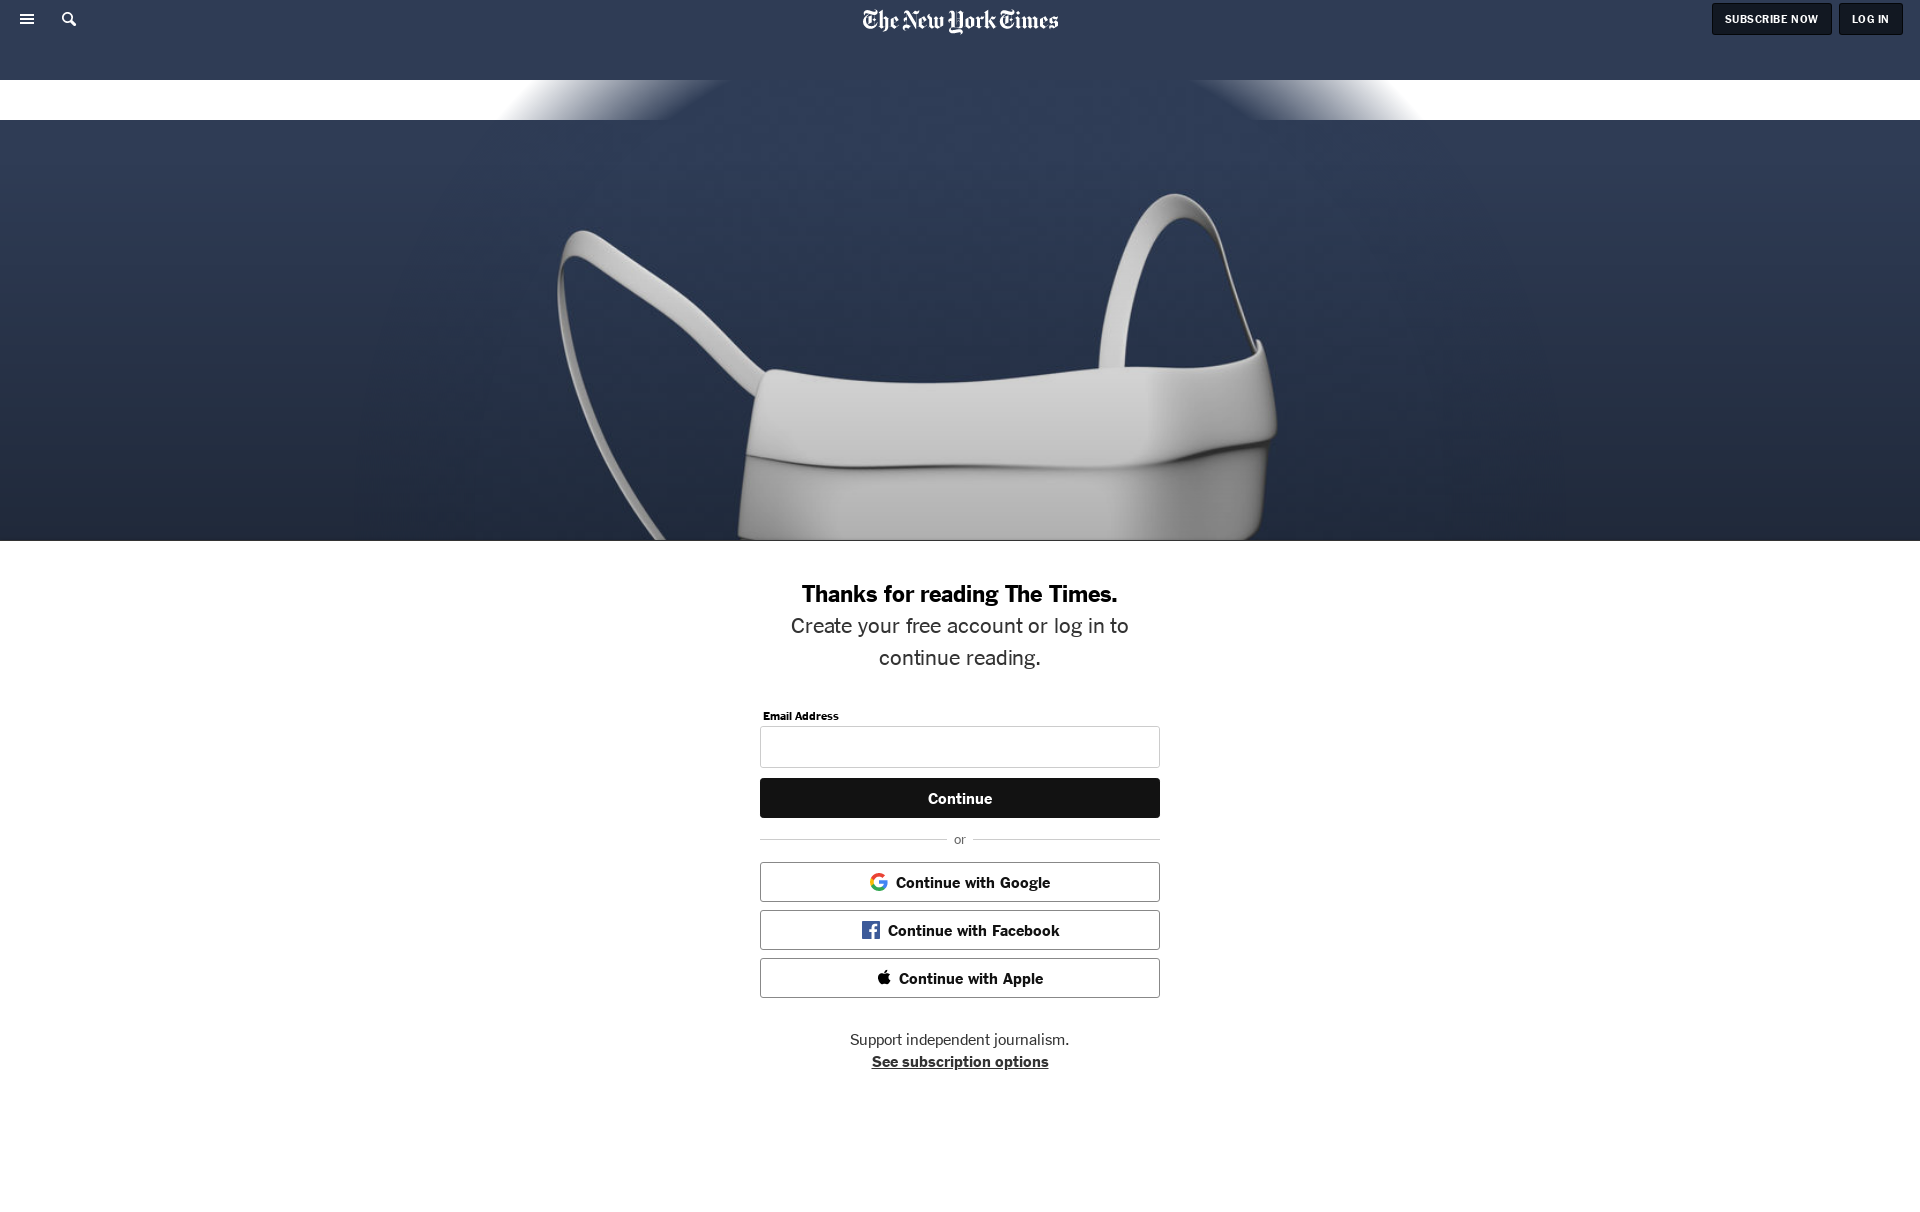 The New York Times
SUBSCRIBE NOW
LOG IN
Thanks for reading The Times.
Create your free account or log in to
continue reading.
Email Address
Continue
or
Continue with Google
Continue with Facebook
Continue with Apple
Support independent journalism.
See subscription options